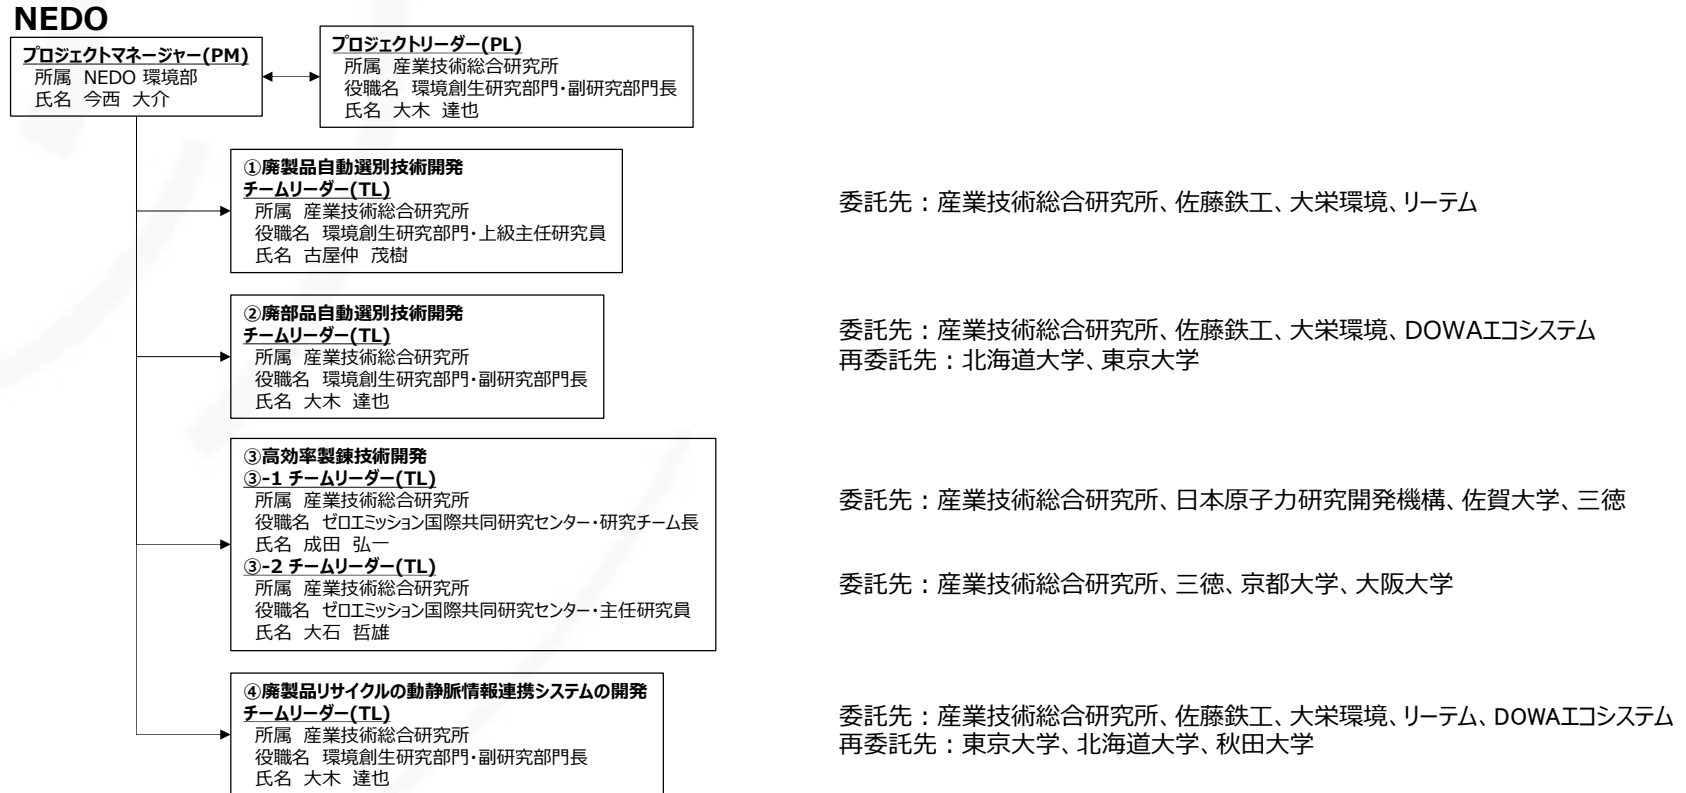 NEDO
プロジェクトマネージャー(PM)
所属 NEDO 環境部
氏名 今西 大介
プロジェクトリーダー(PL)
所属 産業技術総合研究所
役職名 環境創生研究部門・副研究部門長
氏名 大木 達也
①廃製品自動選別技術開発
チームリーダー(TL)
所属 産業技術総合研究所
役職名 環境創生研究部門・上級主任研究員
氏名 古屋仲 茂樹
委託先：産業技術総合研究所、佐藤鉄工、大栄環境、リーテム
②廃部品自動選別技術開発
チームリーダー(TL)
所属 産業技術総合研究所
役職名 環境創生研究部門・副研究部門長
氏名 大木 達也
委託先：産業技術総合研究所、佐藤鉄工、大栄環境、DOWAエコシステム
再委託先：北海道大学、東京大学
③高効率製錬技術開発
③-1 チームリーダー(TL)
所属 産業技術総合研究所
役職名 ゼロエミッション国際共同研究センター・研究チーム長
氏名 成田 弘一
委託先：産業技術総合研究所、日本原子力研究開発機構、佐賀大学、三徳
③-2 チームリーダー(TL)
所属 産業技術総合研究所
役職名 ゼロエミッション国際共同研究センター・主任研究員
氏名 大石 哲雄
委託先：産業技術総合研究所、三徳、京都大学、大阪大学
④廃製品リサイクルの動静脈情報連携システムの開発
チームリーダー(TL)
所属 産業技術総合研究所
役職名 環境創生研究部門・副研究部門長
氏名 大木 達也
委託先：産業技術総合研究所、佐藤鉄工、大栄環境、リーテム、DOWAエコシステム
再委託先：東京大学、北海道大学、秋田大学